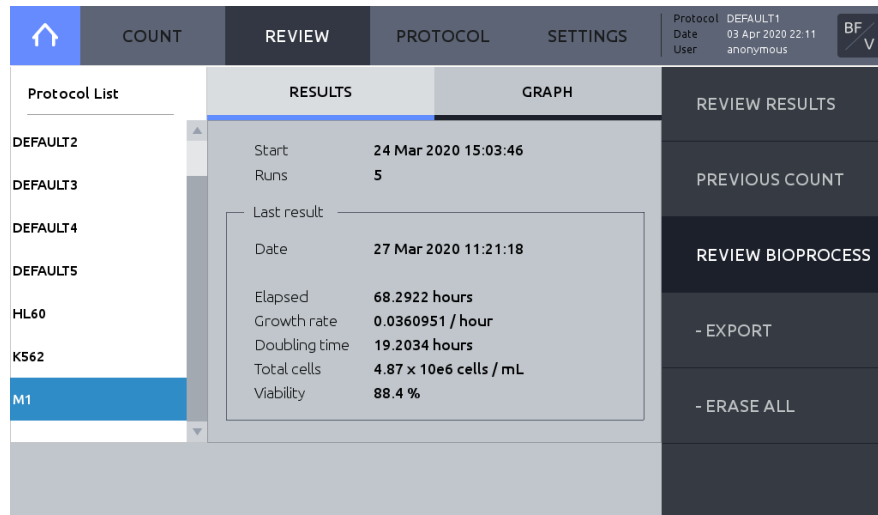 COUNT
REVIEW
PROTOCOL
SETTINGS
Protocol DEFAULT1
Date 03 Apr 2020 22:11
User anonymous
BF/V
Protocol List
DEFAULT2
DEFAULT3
DEFAULT4
DEFAULT5
HL60
K562
M1
RESULTS
GRAPH
Start 24 Mar 2020 15:03:46
Runs 5
Last result
Date 27 Mar 2020 11:21:18
Elapsed 68.2922 hours
Growth rate 0.0360951 / hour
Doubling time 19.2034 hours
Total cells 4.87 x 10e6 cells / mL
Viability 88.4 %
REVIEW RESULTS
PREVIOUS COUNT
REVIEW BIOPROCESS
- EXPORT
- ERASE ALL